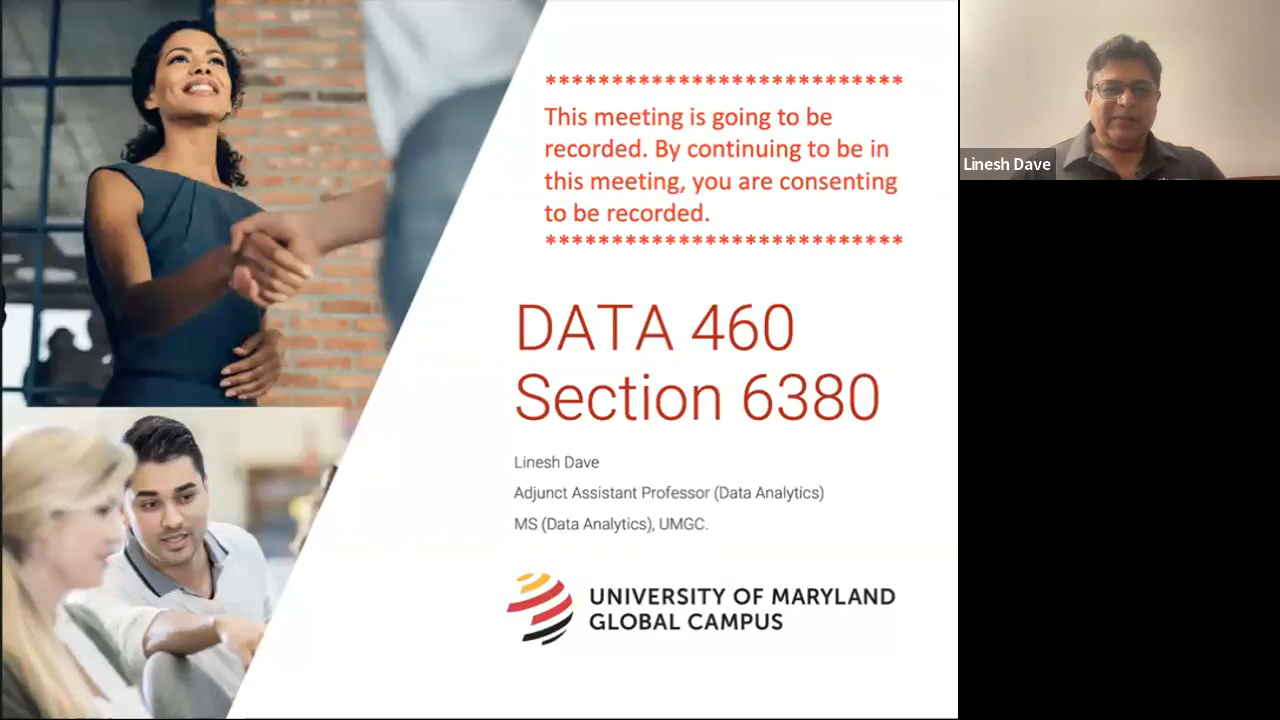 ***************************
This meeting is going to be
recorded. By continuing to be in
this meeting, you are consenting
to be recorded.
***************************
DATA 460
Section 6380
Linesh Dave
Adjunct Assistant Professor (Data Analytics)
MS (Data Analytics), UMGC.
UNIVERSITY OF MARYLAND
GLOBAL CAMPUS
Linesh Dave